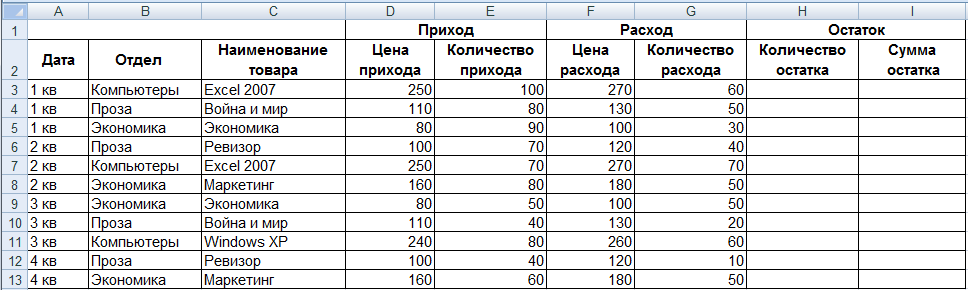 A B C D E F G H I
1 Приход Расход Остаток
2 Дата Отдел Наименование товара Цена прихода Количество прихода Цена расхода Количество расхода Количество остатка Сумма остатка
3 1 кв Компьютеры Excel 2007 250 100 270 60
4 1 кв Проза Война и мир 110 80 130 50
5 1 кв Экономика Экономика 80 90 100 30
6 2 кв Проза Ревизор 100 70 120 40
7 2 кв Компьютеры Excel 2007 250 70 270 70
8 2 кв Экономика Маркетинг 160 80 180 50
9 3 кв Экономика Экономика 80 50 100 50
10 3 кв Проза Война и мир 110 40 130 20
11 3 кв Компьютеры Windows XP 240 80 260 60
12 4 кв Проза Ревизор 100 40 120 10
13 4 кв Экономика Маркетинг 160 60 180 50